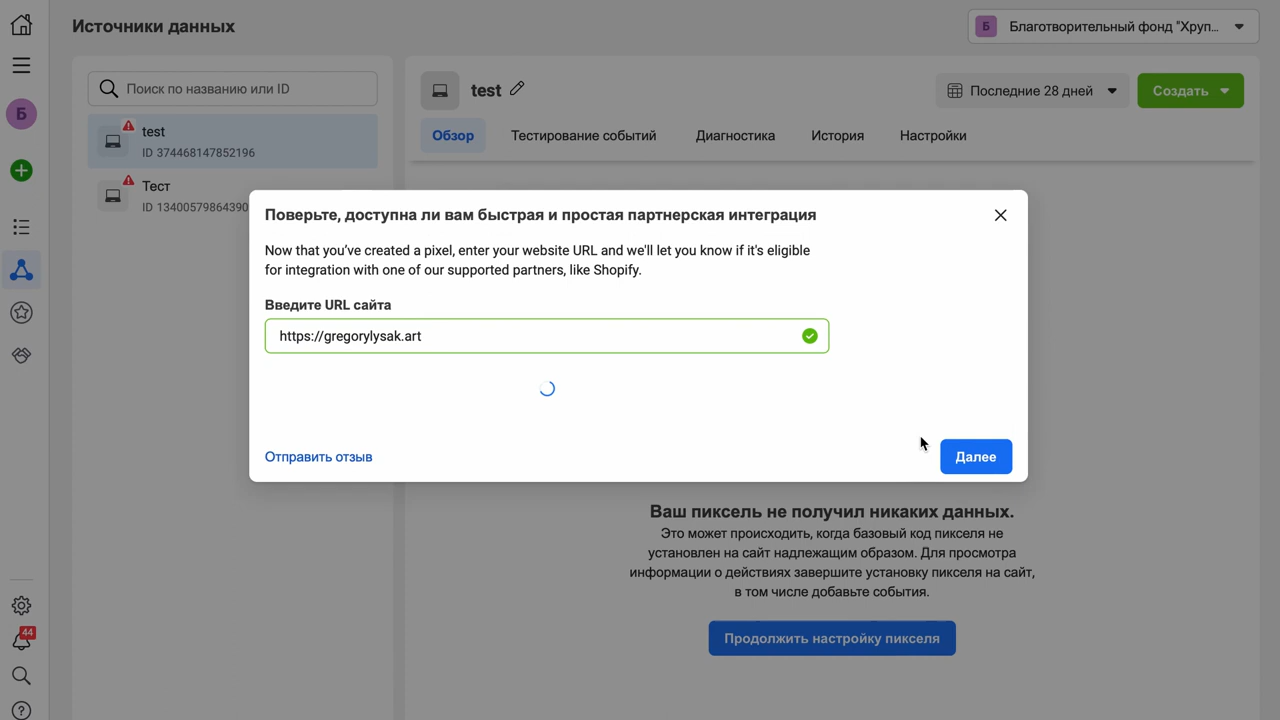 Источники данных
Б
Благотворительный фонд "Хруп...
Поиск по названию или ID
test
Последние 28 дней
Создать
Б
test
ID 374468147852196
Обзор
Тестирование событий
Диагностика
История
Настройки
Тест
ID 13400579864390
Поверьте, доступна ли вам быстрая и простая партнерская интеграция
Now that you've created a pixel, enter your website URL and we'll let you know if it's eligible
for integration with one of our supported partners, like Shopify.
Введите URL сайта
https://gregorylysak.art
Отправить отзыв
Далее
Ваш пиксель не получил никаких данных.
Это может происходить, когда базовый код пикселя не
установлен на сайт надлежащим образом. Для просмотра
информации о действиях завершите установку пикселя на сайт,
в том числе добавьте события.
Продолжить настройку пикселя
44